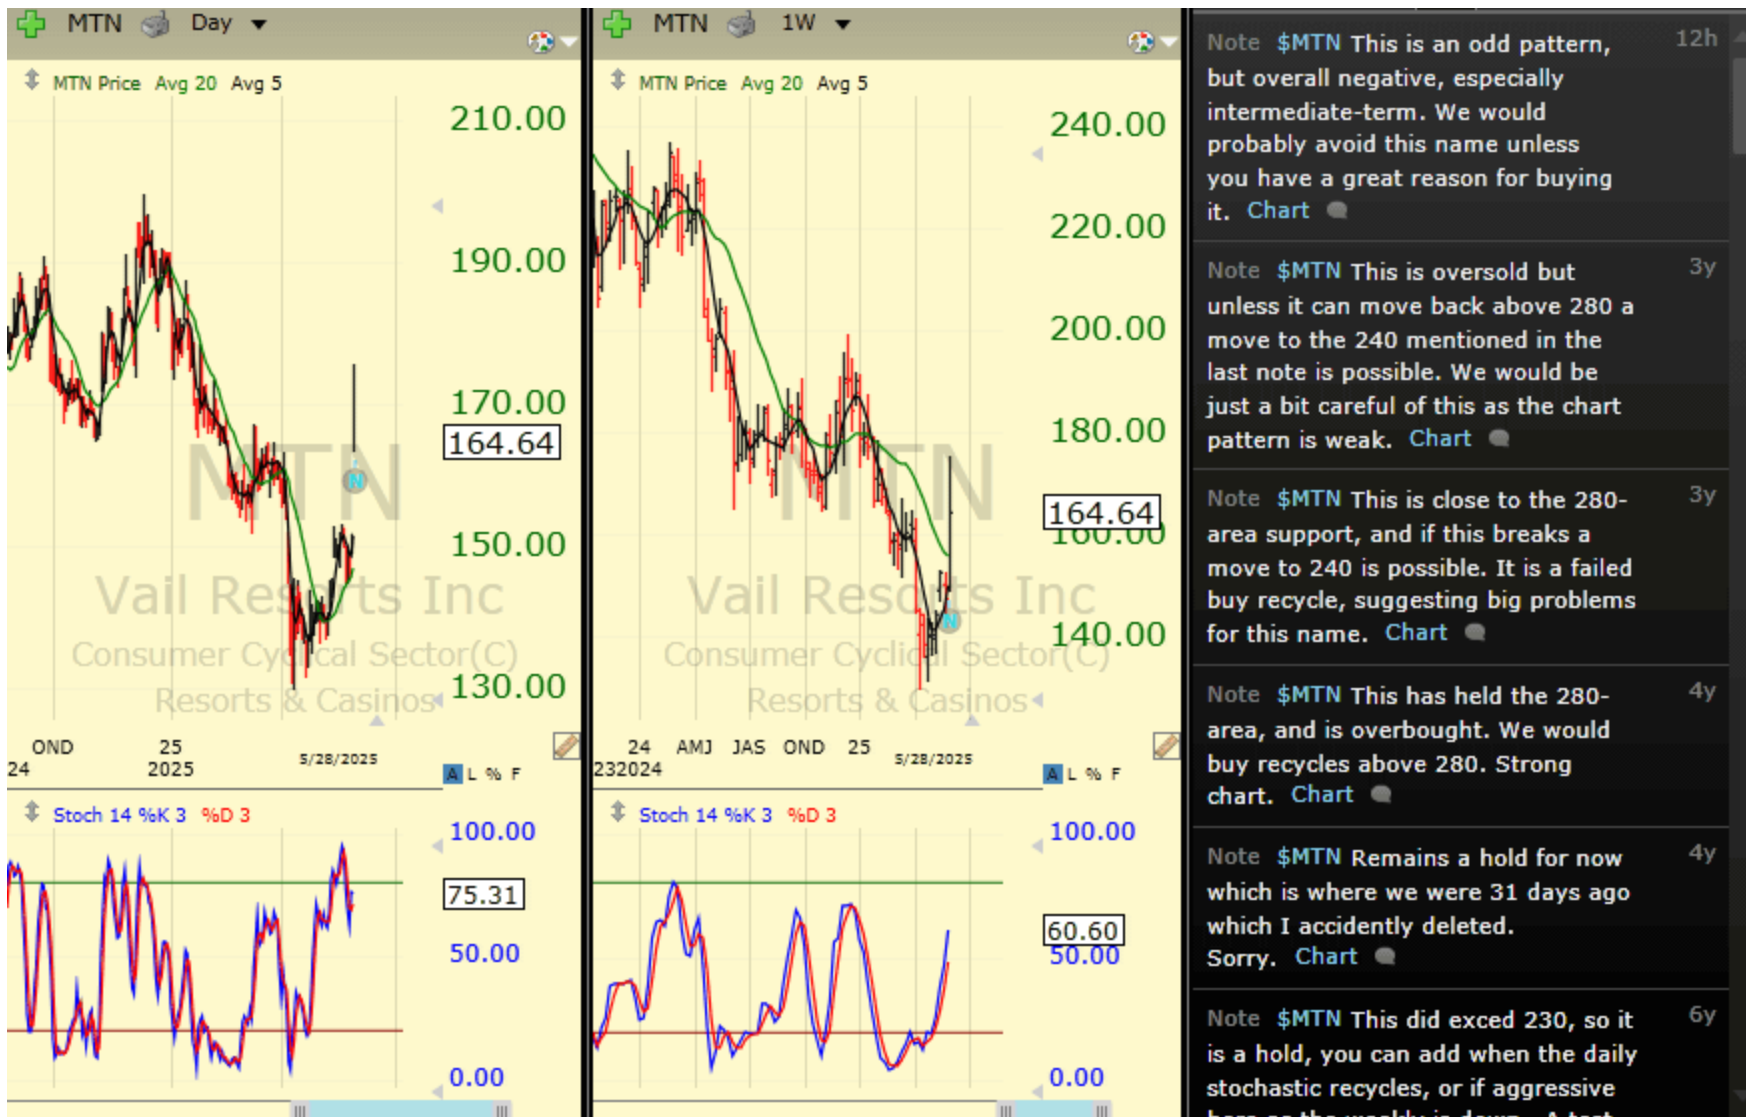 MTN Day
MTN Price Avg 20 Avg 5
210.00
190.00
170.00
164.64
150.00
130.00
MTN
Vail Resorts Inc
Consumer Cyclical Sector(C)
Resorts & Casinos
OND 25
24 2025 5/28/2025
A L % F
Stoch 14 %K 3 %D 3
100.00
75.31
50.00
0.00
N
MTN 1W
MTN Price Avg 20 Avg 5
240.00
220.00
200.00
180.00
164.64
160.00
140.00
MTN
Vail Resorts Inc
Consumer Cyclical Sector(C)
Resorts & Casinos
24 AMJ JAS OND 25
232024 5/28/2025
A L % F
Stoch 14 %K 3 %D 3
100.00
60.60
50.00
0.00
N
Note $MTN This is an odd pattern, 12h
but overall negative, especially
intermediate-term. We would
probably avoid this name unless
you have a great reason for buying
it. Chart
Note $MTN This is oversold but 3y
unless it can move back above 280 a
move to the 240 mentioned in the
last note is possible. We would be
just a bit careful of this as the chart
pattern is weak. Chart
Note $MTN This is close to the 280- 3y
area support, and if this breaks a
move to 240 is possible. It is a failed
buy recycle, suggesting big problems
for this name. Chart
Note $MTN This has held the 280- 4y
area, and is overbought. We would
buy recycles above 280. Strong
chart. Chart
Note $MTN Remains a hold for now 4y
which is where we were 31 days ago
which I accidently deleted.
Sorry. Chart
Note $MTN This did exced 230, so it 6y
is a hold, you can add when the daily
stochastic recycles, or if aggressive